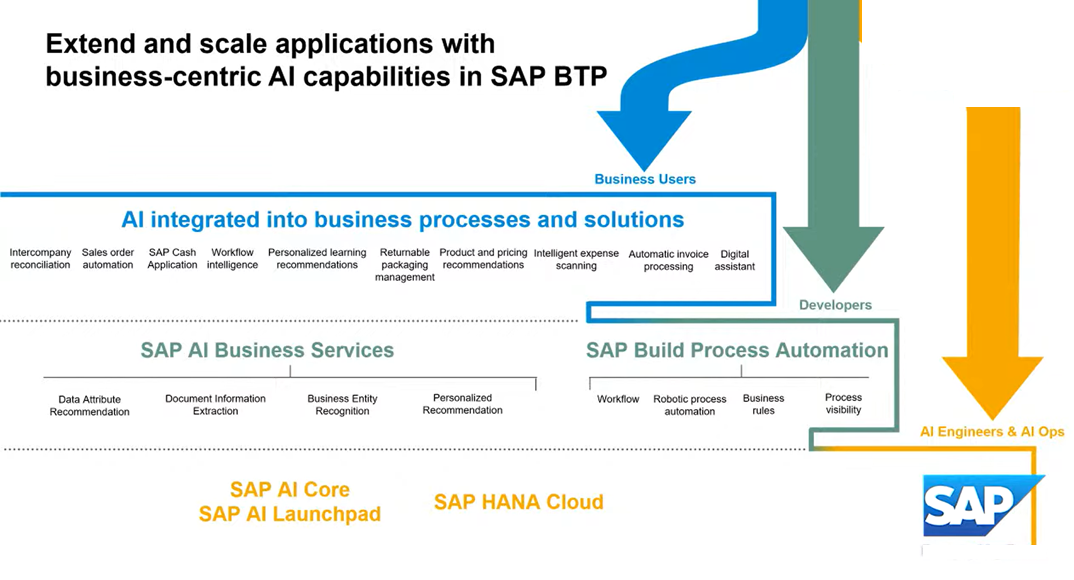 Extend and scale applications with
business-centric AI capabilities in SAP BTP
Business Users
AI integrated into business processes and solutions
Intercompany
reconciliation
Sales order
automation
SAP Cash
Application
Workflow
intelligence
Personalized learning
recommendations
Returnable
packaging
management
Product and pricing
recommendations
Intelligent expense
scanning
Automatic invoice
processing
Digital
assistant
Developers
SAP AI Business Services
Data Attribute
Recommendation
Document Information
Extraction
Business Entity
Recognition
Personalized
Recommendation
SAP Build Process Automation
Workflow
Robotic process
automation
Business
rules
Process
visibility
AI Engineers & AI Ops
SAP AI Core
SAP AI Launchpad
SAP HANA Cloud
SAP